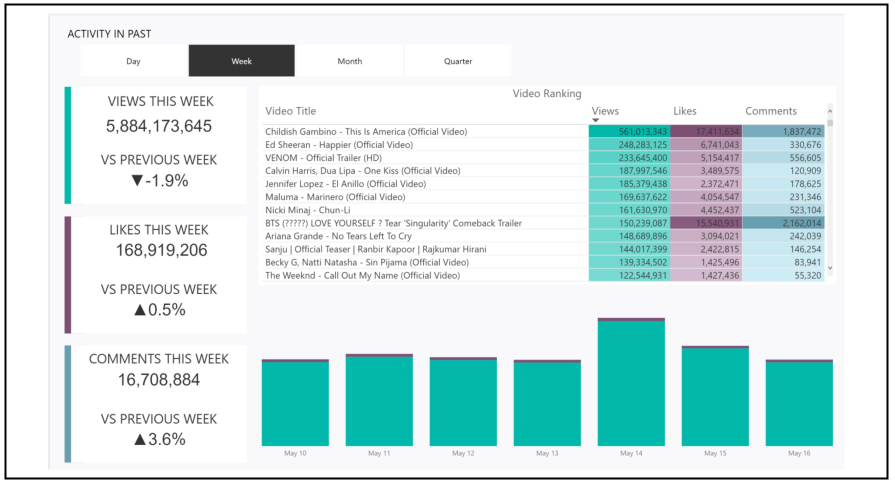 ACTIVITY IN PAST
Day Week Month Quarter
VIEWS THIS WEEK
5,884,173,645
VS PREVIOUS WEEK
▼-1.9%
LIKES THIS WEEK
168,919,206
VS PREVIOUS WEEK
▲0.5%
COMMENTS THIS WEEK
16,708,884
VS PREVIOUS WEEK
▲3.6%
Video Ranking
Video Title Views Likes Comments
Childish Gambino - This Is America (Official Video) 561,013,343 17,411,634 1,837,472
Ed Sheeran - Happier (Official Video) 248,283,125 6,741,043 330,676
VENOM - Official Trailer (HD) 233,645,400 5,154,417 556,605
Calvin Harris, Dua Lipa - One Kiss (Official Video) 187,997,546 3,489,575 120,909
Jennifer Lopez - El Anillo (Official Video) 185,379,438 2,372,471 178,625
Maluma - Marinero (Official Video) 169,637,622 4,054,547 231,346
Nicki Minaj - Chun-Li 161,630,970 4,452,437 523,104
BTS (?????) LOVE YOURSELF ? Tear 'Singularity' Comeback Trailer 150,239,087 15,540,931 2,162,014
Ariana Grande - No Tears Left To Cry 148,689,896 3,094,021 242,039
Sanju | Official Teaser | Ranbir Kapoor | Rajkumar Hirani 144,017,399 2,422,815 146,254
Becky G, Natti Natasha - Sin Pijama (Official Video) 139,334,502 1,425,496 83,941
The Weeknd - Call Out My Name (Official Video) 122,544,931 1,427,436 55,320
May 10 May 11 May 12 May 13 May 14 May 15 May 16